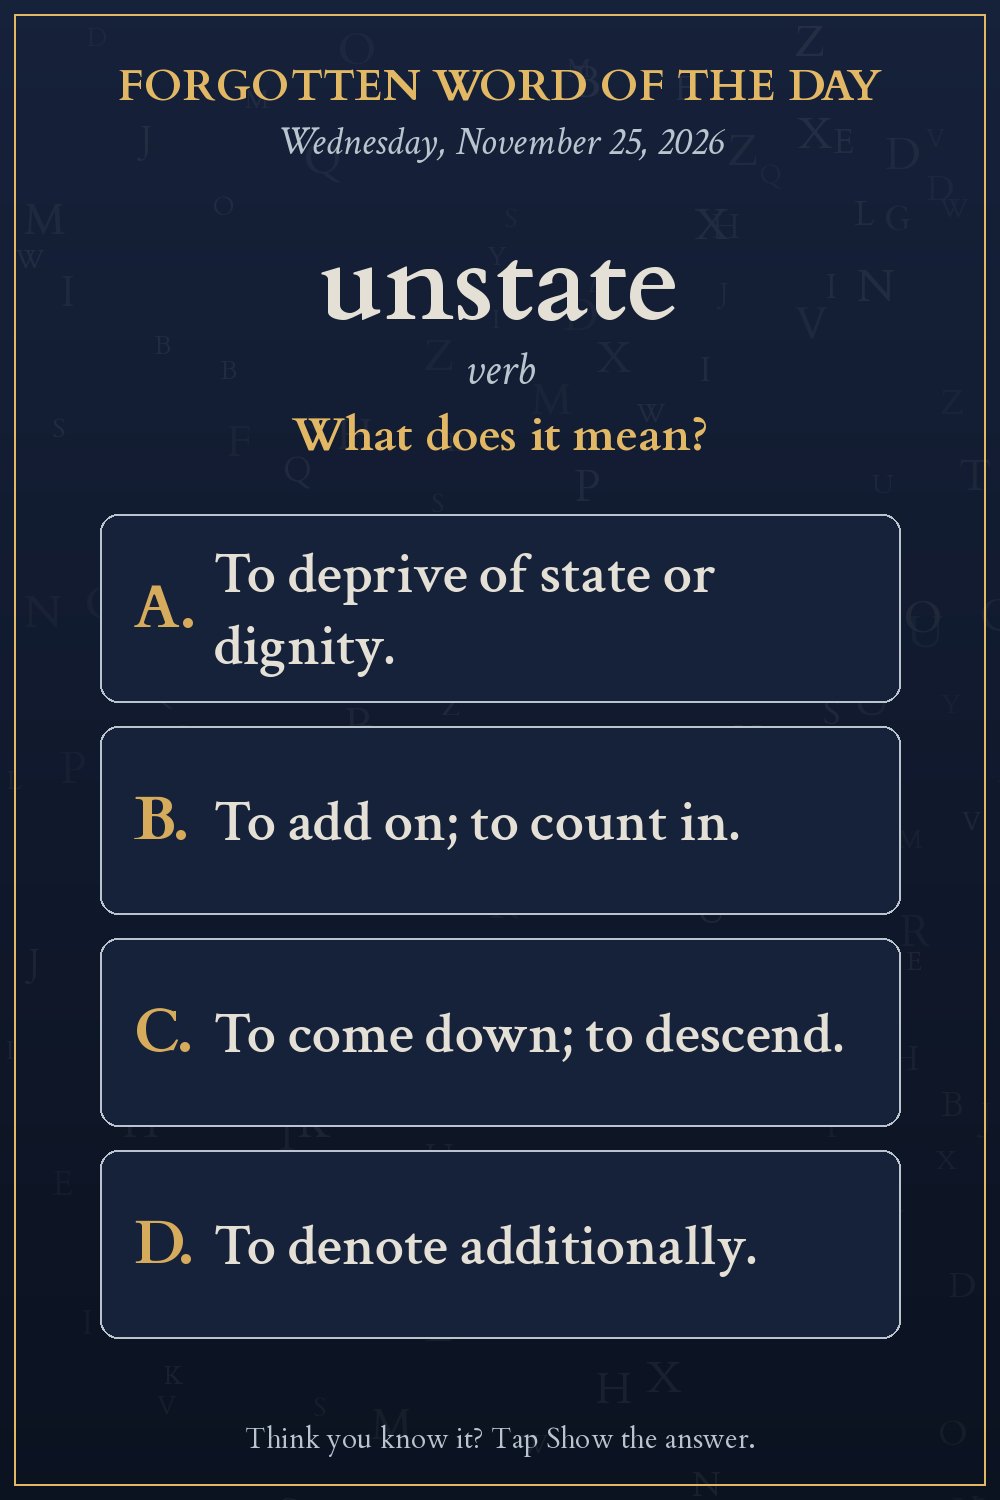 FORGOTTEN WORD OF THE DAY
Wednesday, November 25, 2026
unstate
verb
What does it mean?
A. To deprive of state or
dignity.
B. To add on; to count in.
C. To come down; to descend.
D. To denote additionally.
Think you know it? Tap Show the answer.